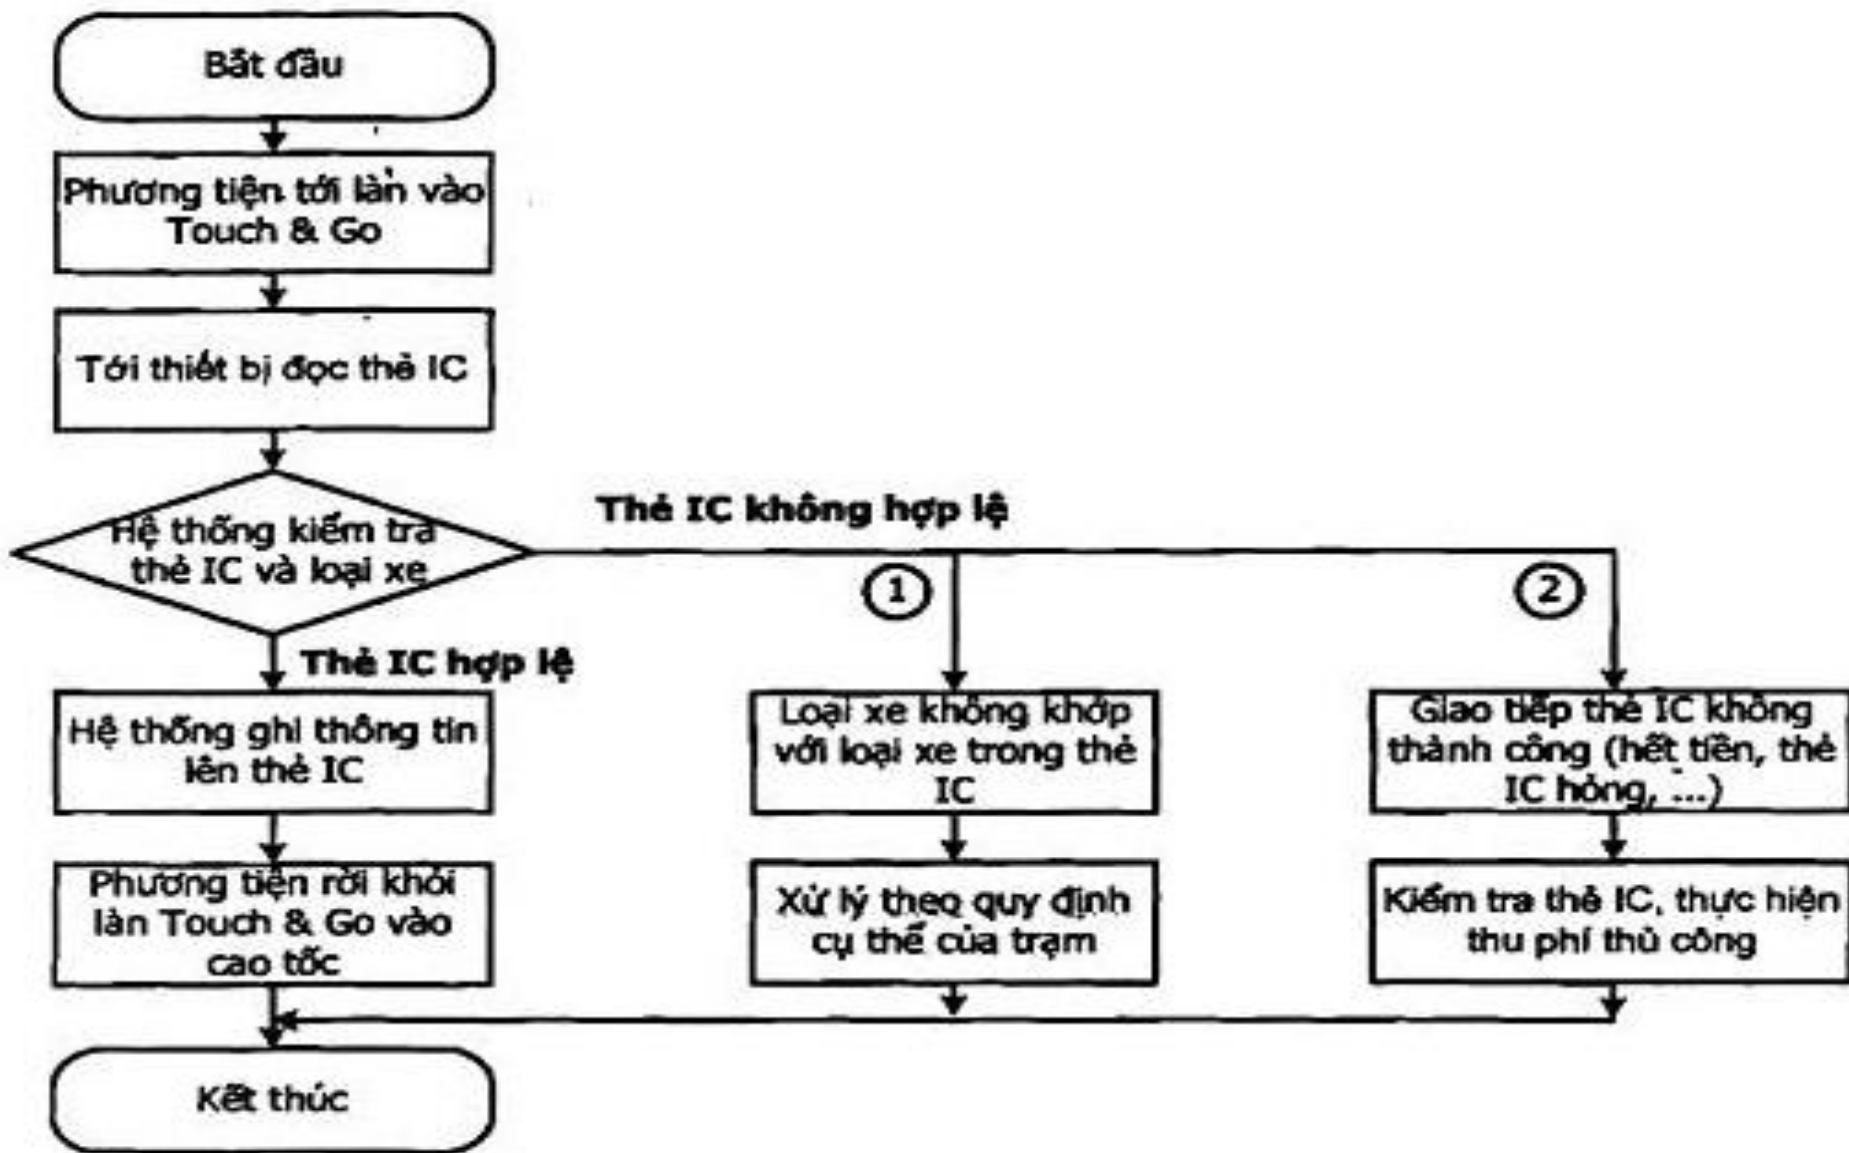 Bắt đầu
Phương tiện tới làn vào
Touch & Go
Tới thiết bị đọc thẻ IC
Hệ thống kiểm tra
thẻ IC và loại xe
Thẻ IC không hợp lệ
1
2
Thẻ IC hợp lệ
Hệ thống ghi thông tin
lên thẻ IC
Loại xe không khớp
với loại xe trong thẻ
IC
Giao tiếp thẻ IC không
thành công (hết tiền, thẻ
IC hỏng, ...)
Phương tiện rời khỏi
làn Touch & Go vào
cao tốc
Xử lý theo quy định
cụ thể của trạm
Kiểm tra thẻ IC, thực hiện
thu phí thủ công
Kết thúc